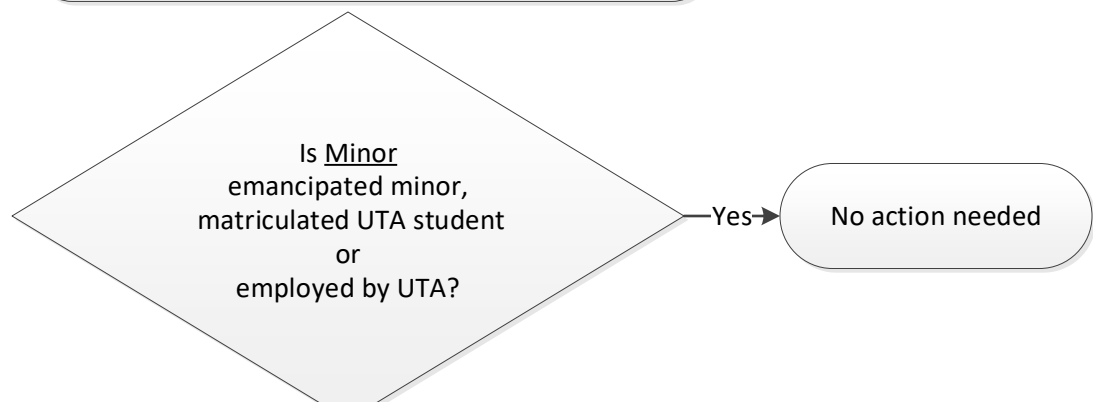 Is Minor
emancipated minor,
matriculated UTA student
or
employed by UTA?
Yes
No action needed